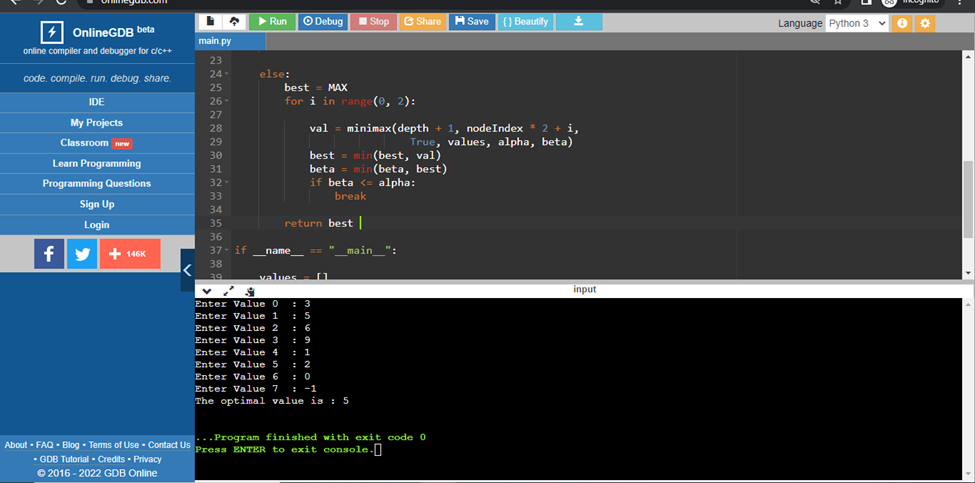 onlinegdb.com
Incognito
OnlineGDB beta
online compiler and debugger for c/c++
code. compile. run. debug. share.
IDE
My Projects
Classroom new
Learn Programming
Programming Questions
Sign Up
Login
f
+ 146K
About • FAQ • Blog • Terms of Use • Contact Us
• GDB Tutorial • Credits • Privacy
© 2016 - 2022 GDB Online
Run Debug Stop Share Save { } Beautify
Language Python 3
main.py
23
24 else:
25 best = MAX
26 for i in range(0, 2):
27
28 val = minimax(depth + 1, nodeIndex * 2 + i,
29 True, values, alpha, beta)
30 best = min(best, val)
31 beta = min(beta, best)
32 if beta <= alpha:
33 break
34
35 return best
36
37 if __name__ == "__main__":
38
39 values = []
input
Enter Value 0 : 3
Enter Value 1 : 5
Enter Value 2 : 6
Enter Value 3 : 9
Enter Value 4 : 1
Enter Value 5 : 2
Enter Value 6 : 0
Enter Value 7 : -1
The optimal value is : 5
...Program finished with exit code 0
Press ENTER to exit console.